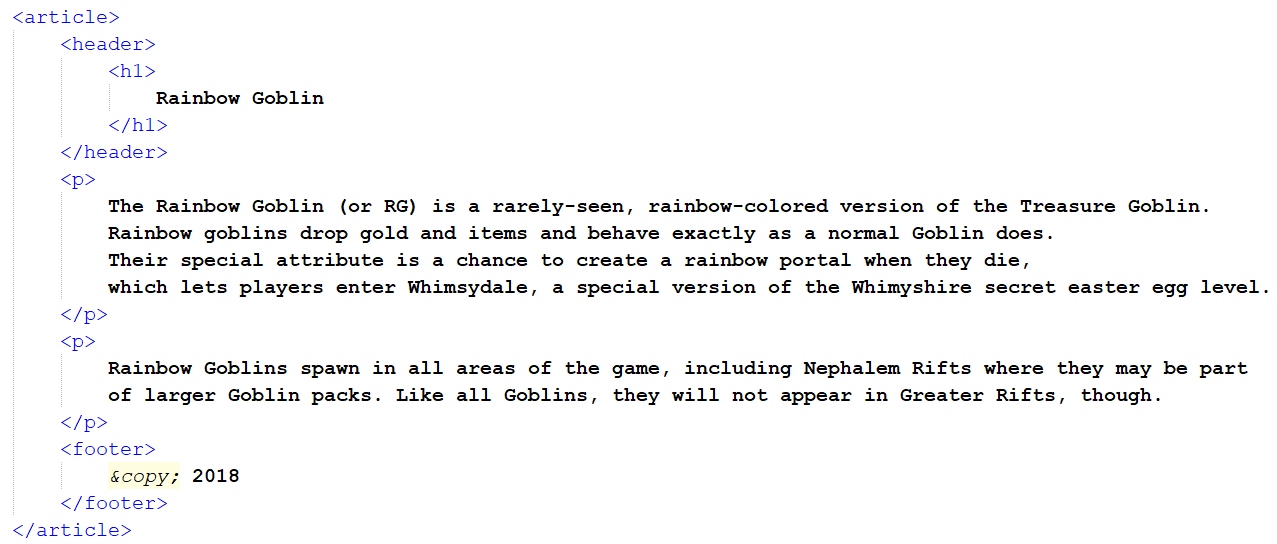 <article>
<header>
<h1>
Rainbow Goblin
</h1>
</header>
<p>
The Rainbow Goblin (or RG) is a rarely-seen, rainbow-colored version of the Treasure Goblin.
Rainbow goblins drop gold and items and behave exactly as a normal Goblin does.
Their special attribute is a chance to create a rainbow portal when they die,
which lets players enter Whimsydale, a special version of the Whimyshire secret easter egg level.
</p>
<p>
Rainbow Goblins spawn in all areas of the game, including Nephalem Rifts where they may be part
of larger Goblin packs. Like all Goblins, they will not appear in Greater Rifts, though.
</p>
<footer>
&copy; 2018
</footer>
</article>